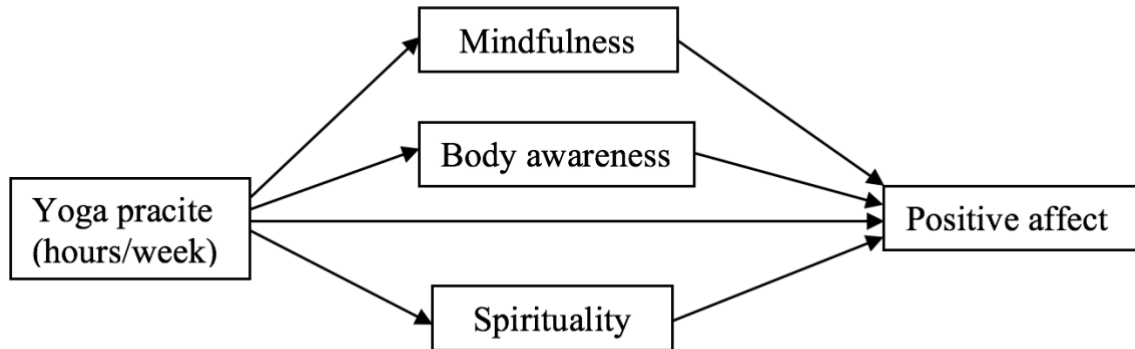 Mindfulness
Body awareness
Yoga pracite
(hours/week)
Positive affect
Spirituality